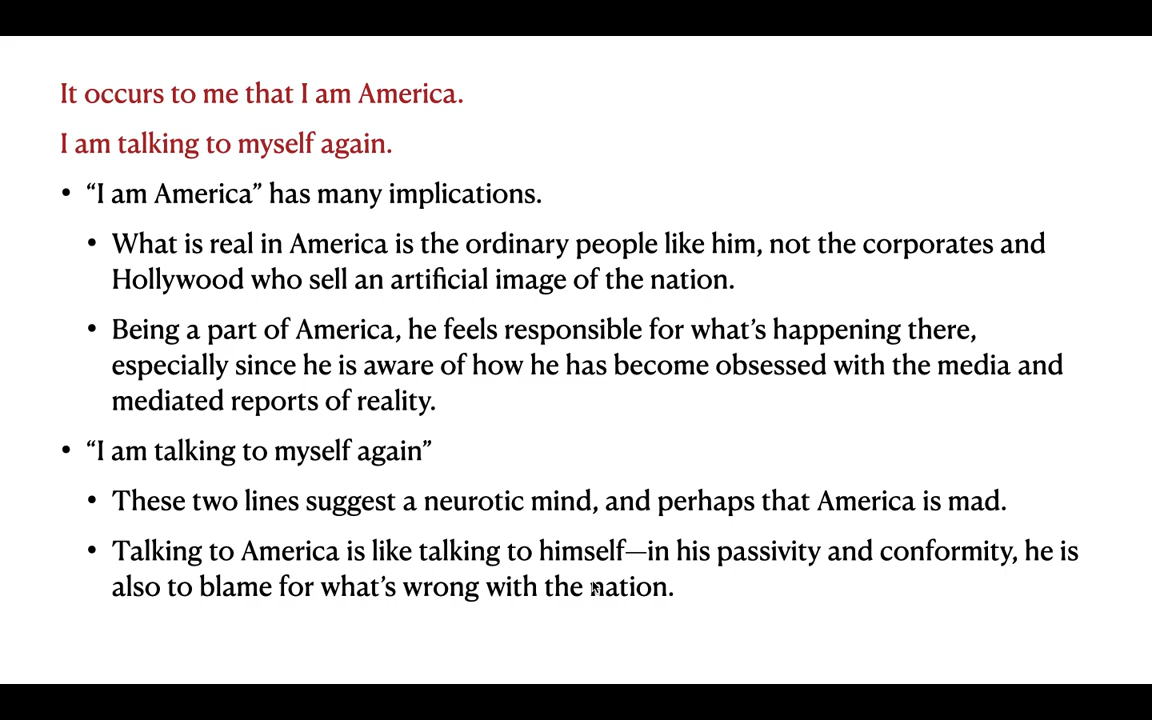 It occurs to me that I am America.
I am talking to myself again.
• “I am America” has many implications.
• What is real in America is the ordinary people like him, not the corporates and
Hollywood who sell an artificial image of the nation.
• Being a part of America, he feels responsible for what’s happening there,
especially since he is aware of how he has become obsessed with the media and
mediated reports of reality.
• “I am talking to myself again”
• These two lines suggest a neurotic mind, and perhaps that America is mad.
• Talking to America is like talking to himself—in his passivity and conformity, he is
also to blame for what’s wrong with the nation.